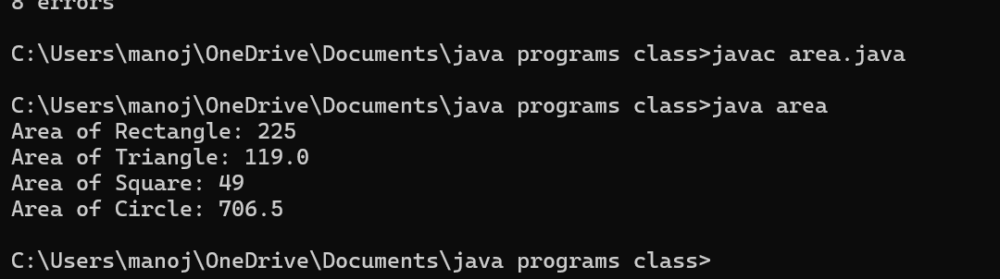 8 errors
C:\Users\manoj\OneDrive\Documents\java programs class>javac area.java
C:\Users\manoj\OneDrive\Documents\java programs class>java area
Area of Rectangle: 225
Area of Triangle: 119.0
Area of Square: 49
Area of Circle: 706.5
C:\Users\manoj\OneDrive\Documents\java programs class>